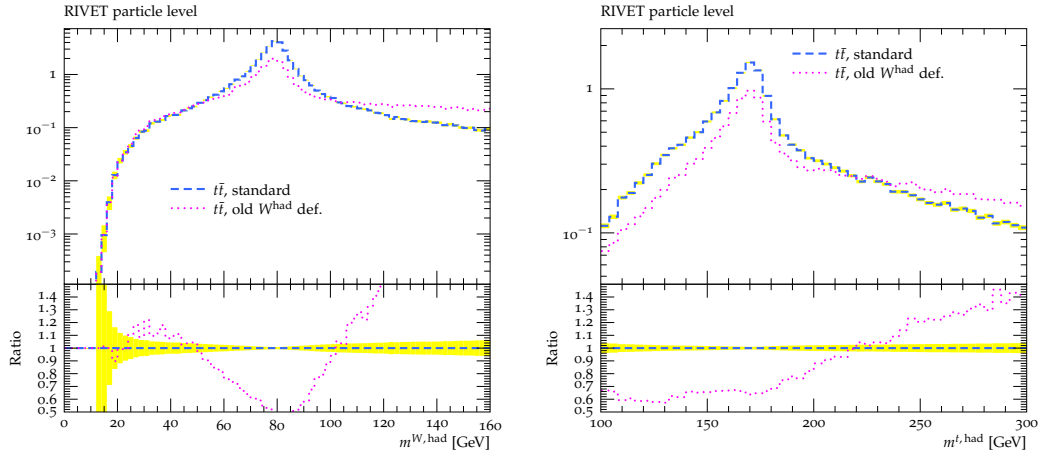 RIVET particle level
1
10⁻¹
10⁻²
10⁻³
tt̄, standard
tt̄, old Wʰᵃᵈ def.
Ratio
1.4
1.3
1.2
1.1
1
0.9
0.8
0.7
0.6
0.5
0 20 40 60 80 100 120 140 160
m^{W, had} [GeV]
RIVET particle level
tt̄, standard
tt̄, old Wʰᵃᵈ def.
1
10⁻¹
Ratio
1.4
1.3
1.2
1.1
1
0.9
0.8
0.7
0.6
0.5
100 150 200 250 300
m^{t, had} [GeV]